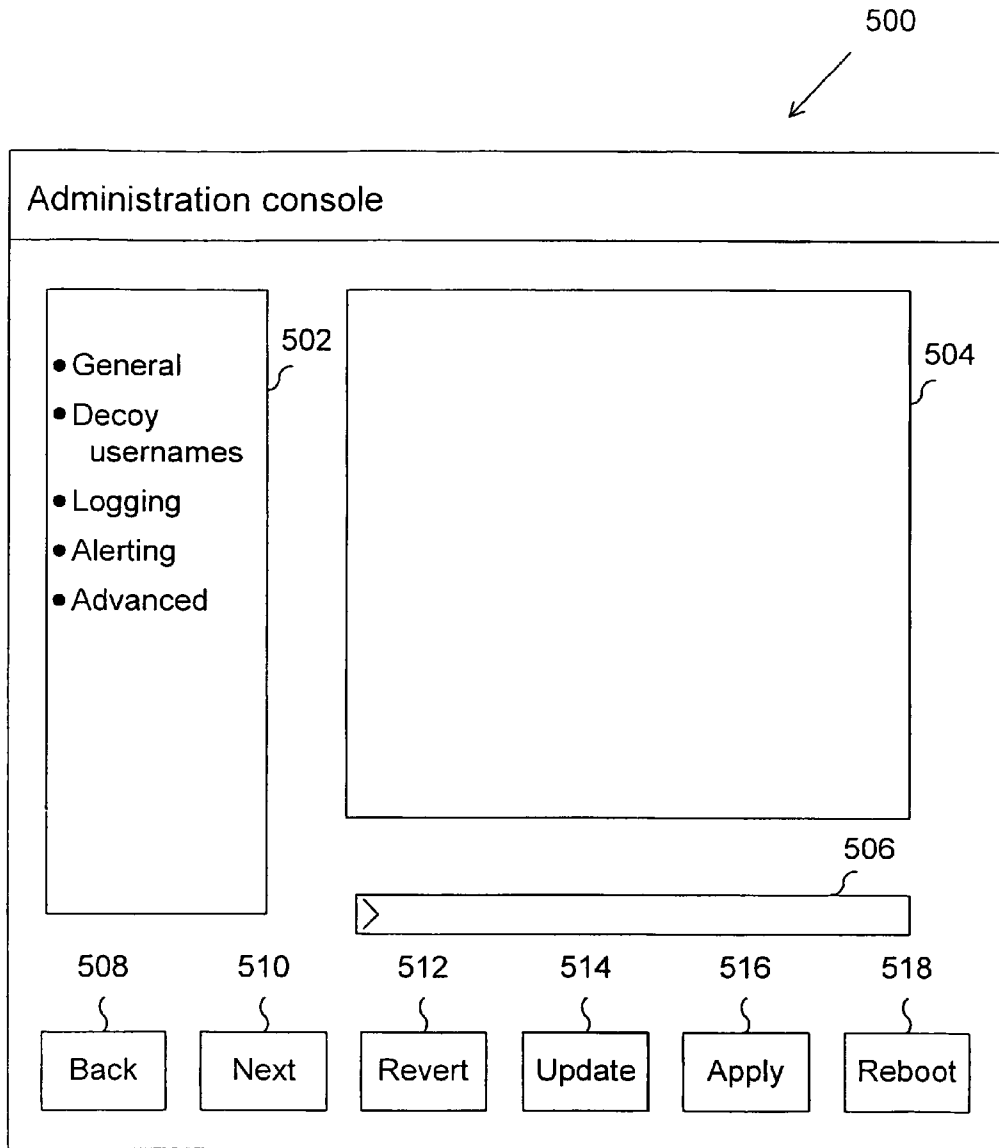 500
Administration console
502
504
• General
• Decoy
usernames
• Logging
• Alerting
• Advanced
506
>
508 510 512 514 516 518
Back Next Revert Update Apply Reboot